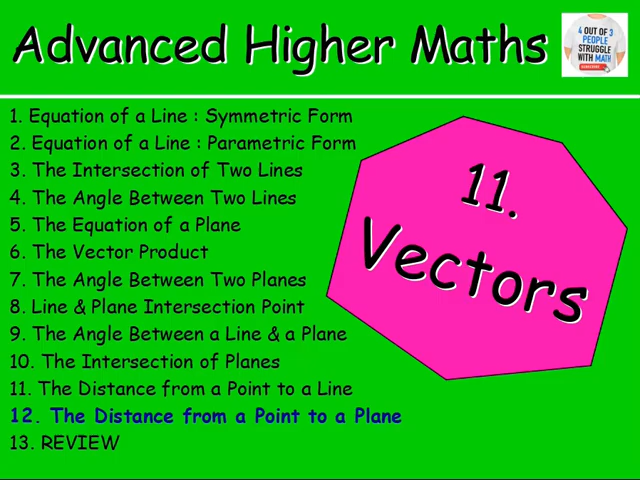 Advanced Higher Maths
4 OUT OF 3
PEOPLE
STRUGGLE
WITH MATH
1. Equation of a Line : Symmetric Form
2. Equation of a Line : Parametric Form
3. The Intersection of Two Lines
4. The Angle Between Two Lines
5. The Equation of a Plane
6. The Vector Product
7. The Angle Between Two Planes
8. Line & Plane Intersection Point
9. The Angle Between a Line & a Plane
10. The Intersection of Planes
11. The Distance from a Point to a Line
12. The Distance from a Point to a Plane
13. REVIEW
11.
Vectors